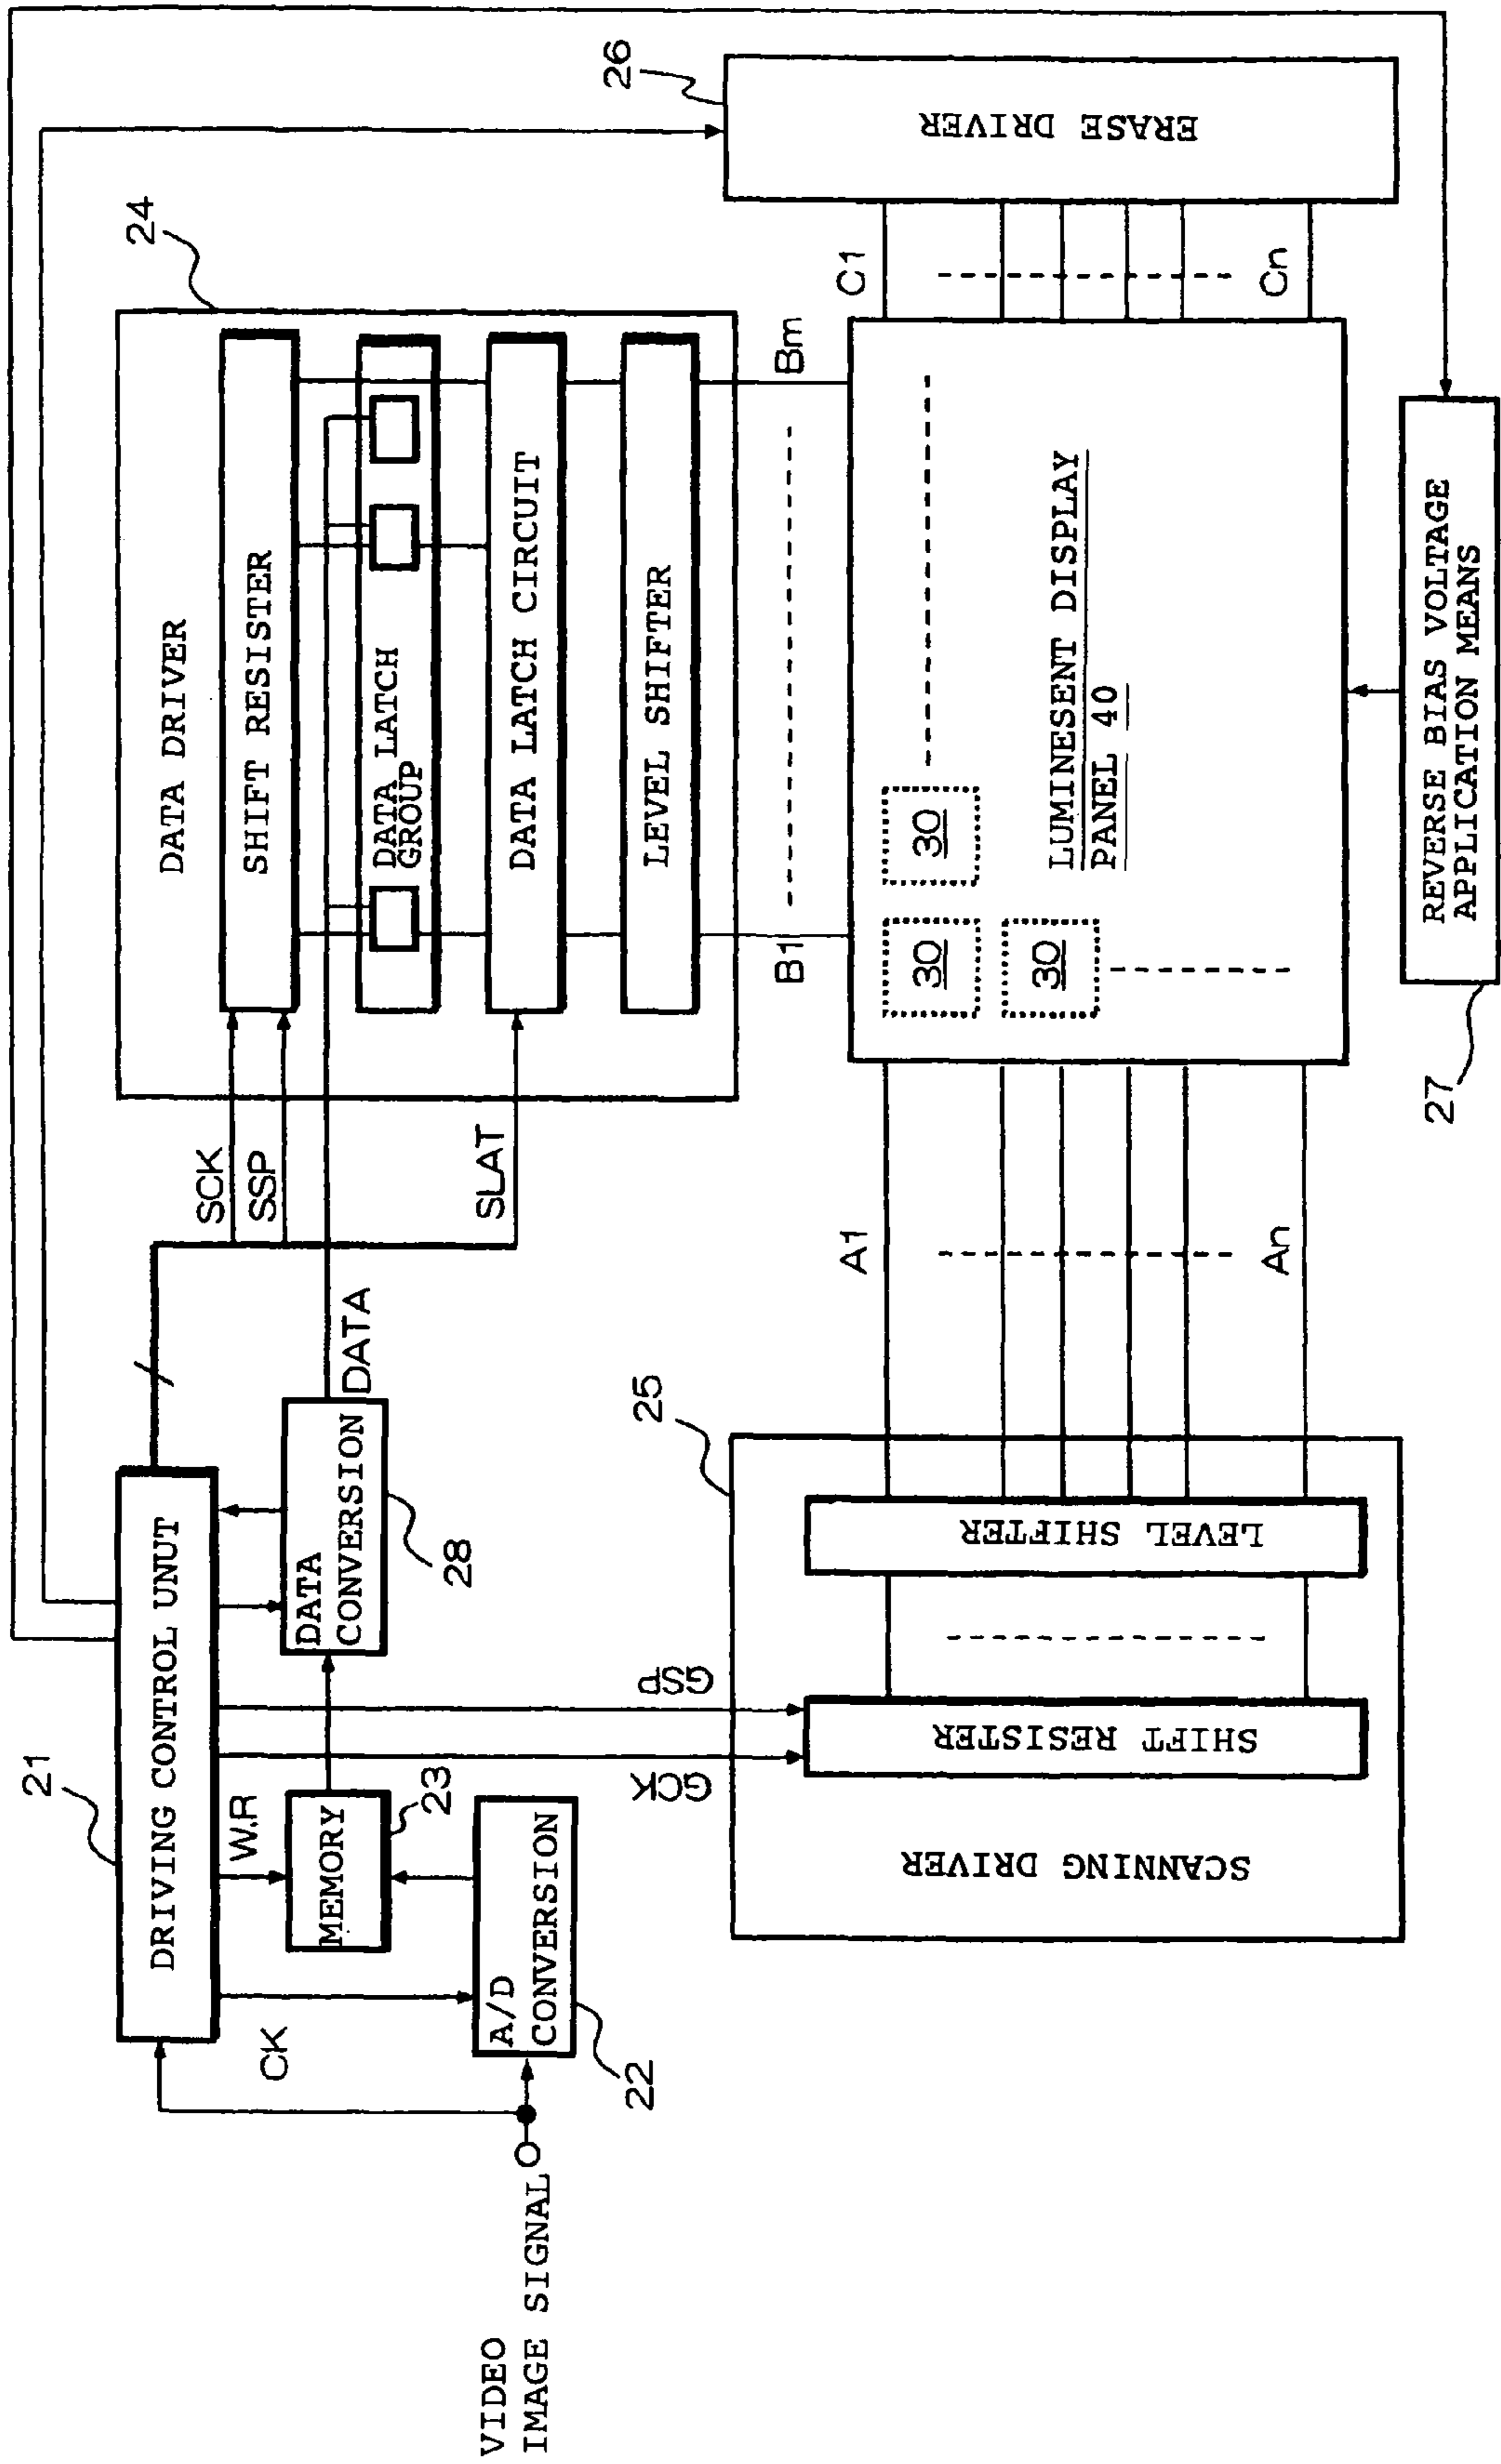 21
DRIVING CONTROL UNUT
CK
W.R
MEMORY
23
A/D
CONVERSION
22
VIDEO
IMAGE SIGNAL
DATA
CONVERSION
28
DATA
SCK
SSP
SLAT
24
DATA DRIVER
SHIFT RESISTER
DATA LATCH
GROUP
DATA LATCH CIRCUIT
LEVEL SHIFTER
B1
Bm
GCK
GSP
25
SCANNING DRIVER
SHIFT RESISTER
LEVEL SHIFTER
A1
An
30
30
30
LUMINESENT DISPLAY
PANEL 40
C1
Cn
26
ERASE DRIVER
27
REVERSE BIAS VOLTAGE
APPLICATION MEANS